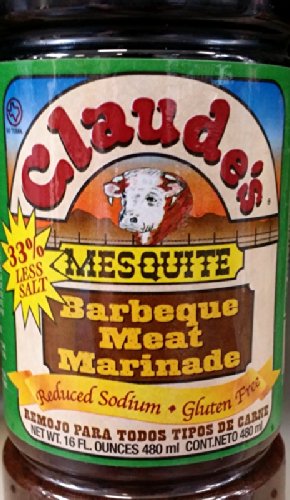 Claude's
33%
LESS
SALT
MESQUITE
Barbeque
Meat
Marinade
Reduced Sodium • Gluten Free
REMOJO PARA TODOS TIPOS DE CARNE
NET WT. 16 FL. OUNCES 480 ml CONT.NETO 480 ml